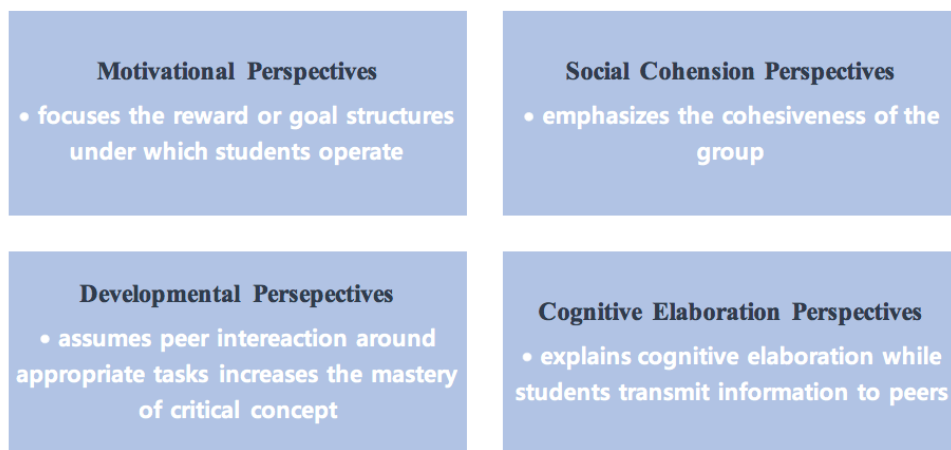 Motivational Perspectives
• focuses the reward or goal structures
under which students operate
Social Cohension Perspectives
• emphasizes the cohesiveness of the
group
Developmental Persepectives
• assumes peer intereaction around
appropriate tasks increases the mastery
of critical concept
Cognitive Elaboration Perspectives
• explains cognitive elaboration while
students transmit information to peers